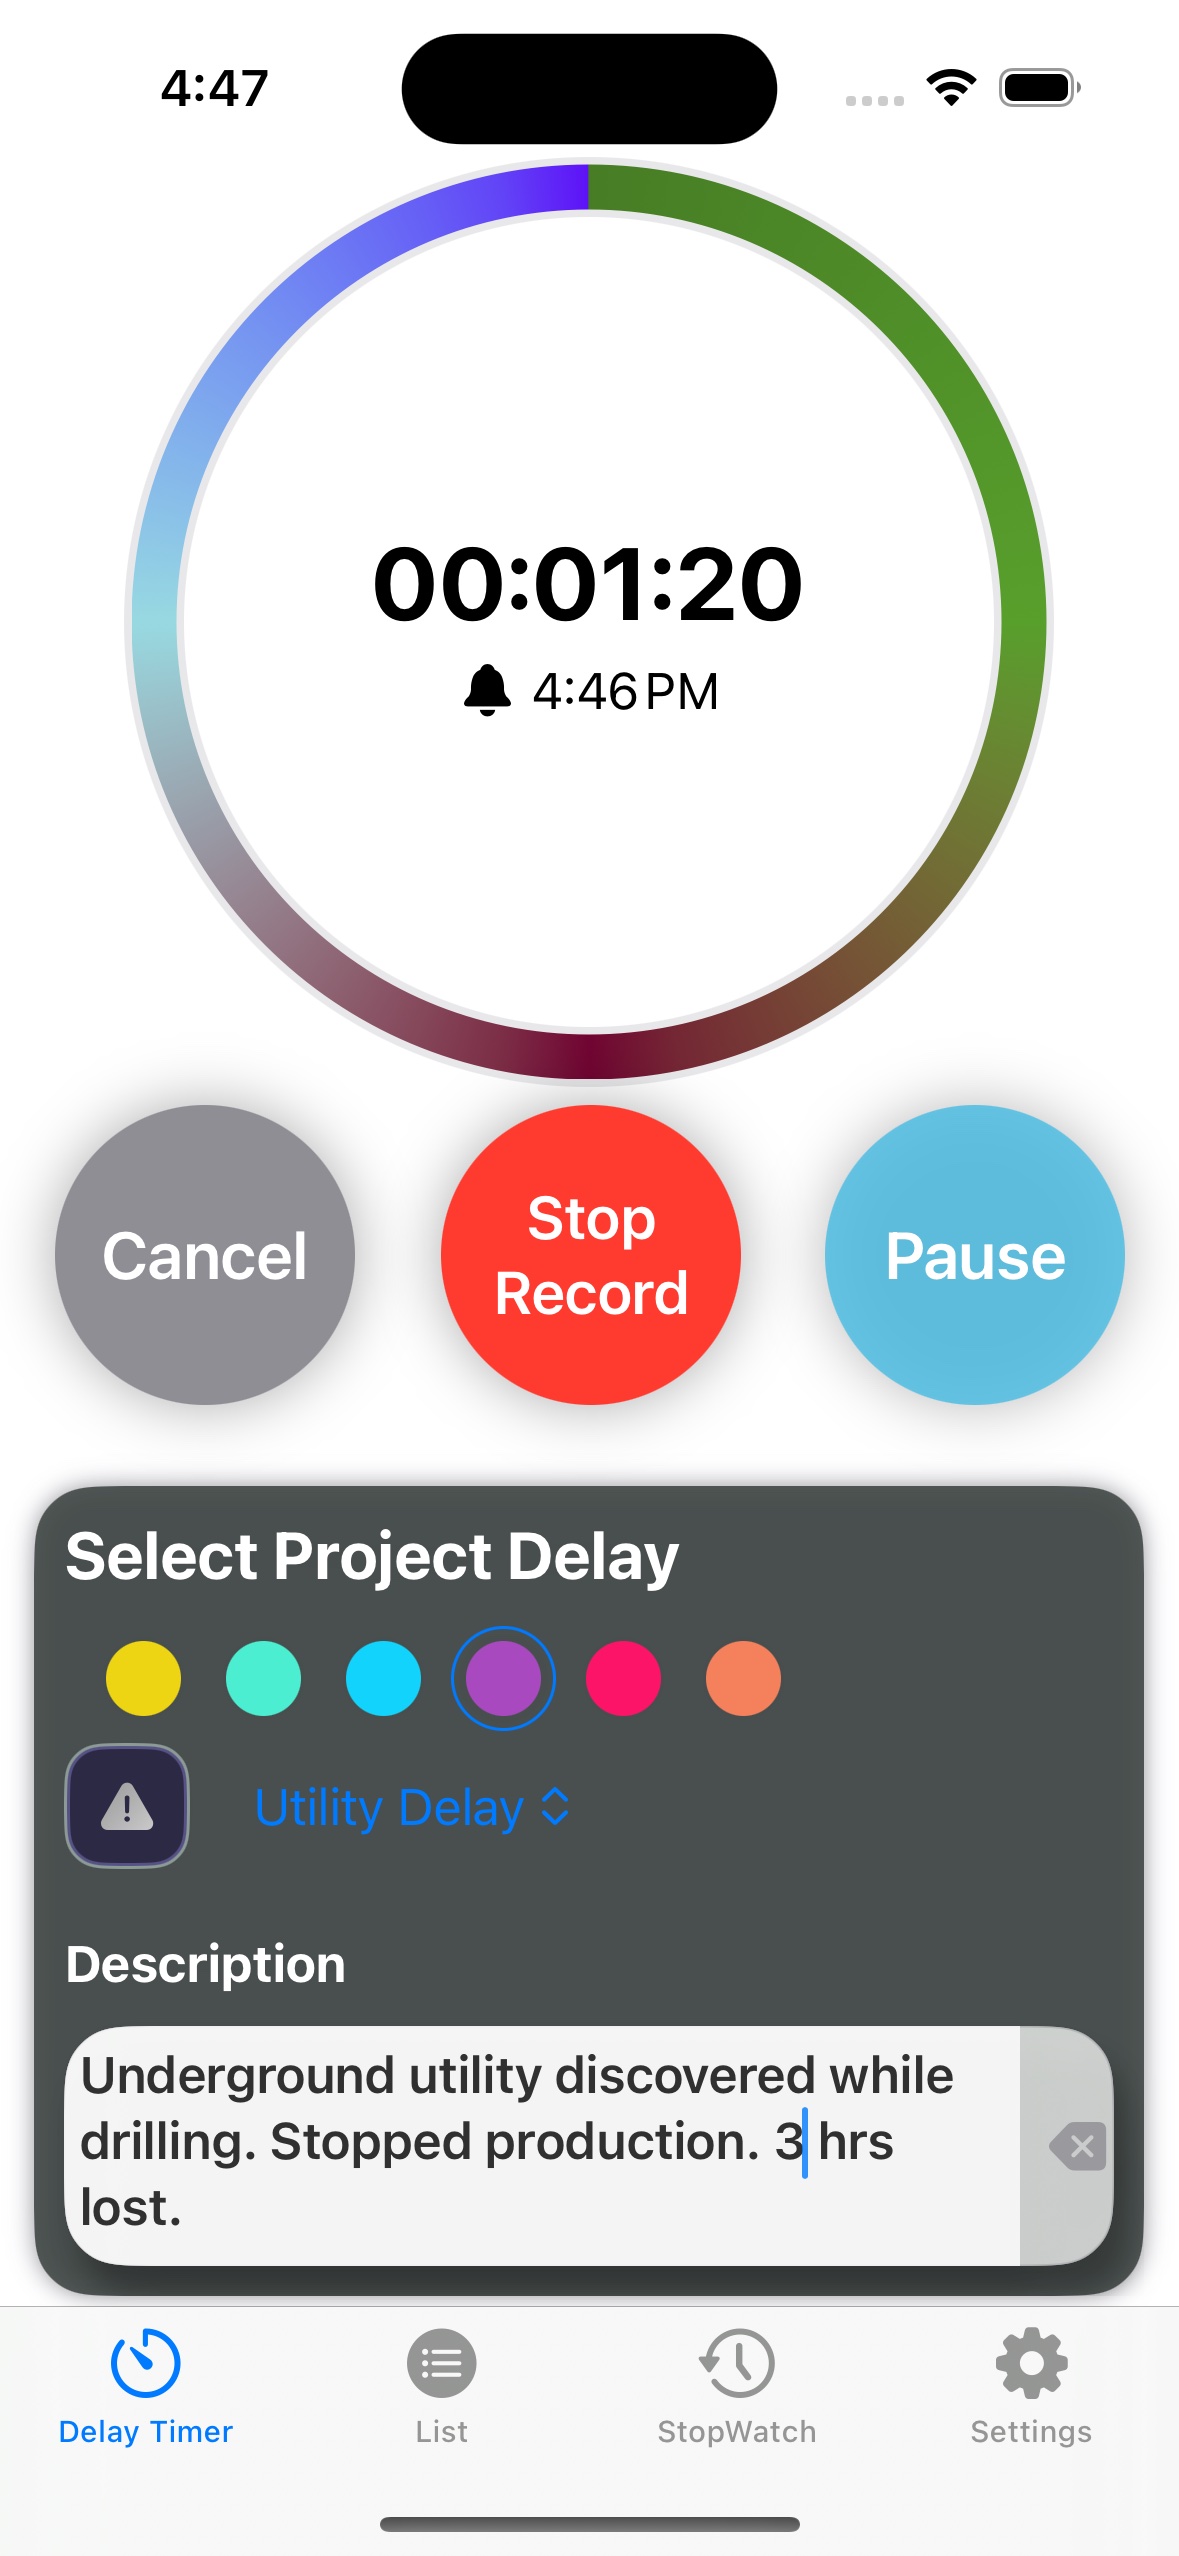 4:47
00:01:20
4:46 PM
Cancel
Stop
Record
Pause
Select Project Delay
Utility Delay
Description
Underground utility discovered while
drilling. Stopped production. 3 hrs
lost.
Delay Timer
List
StopWatch
Settings